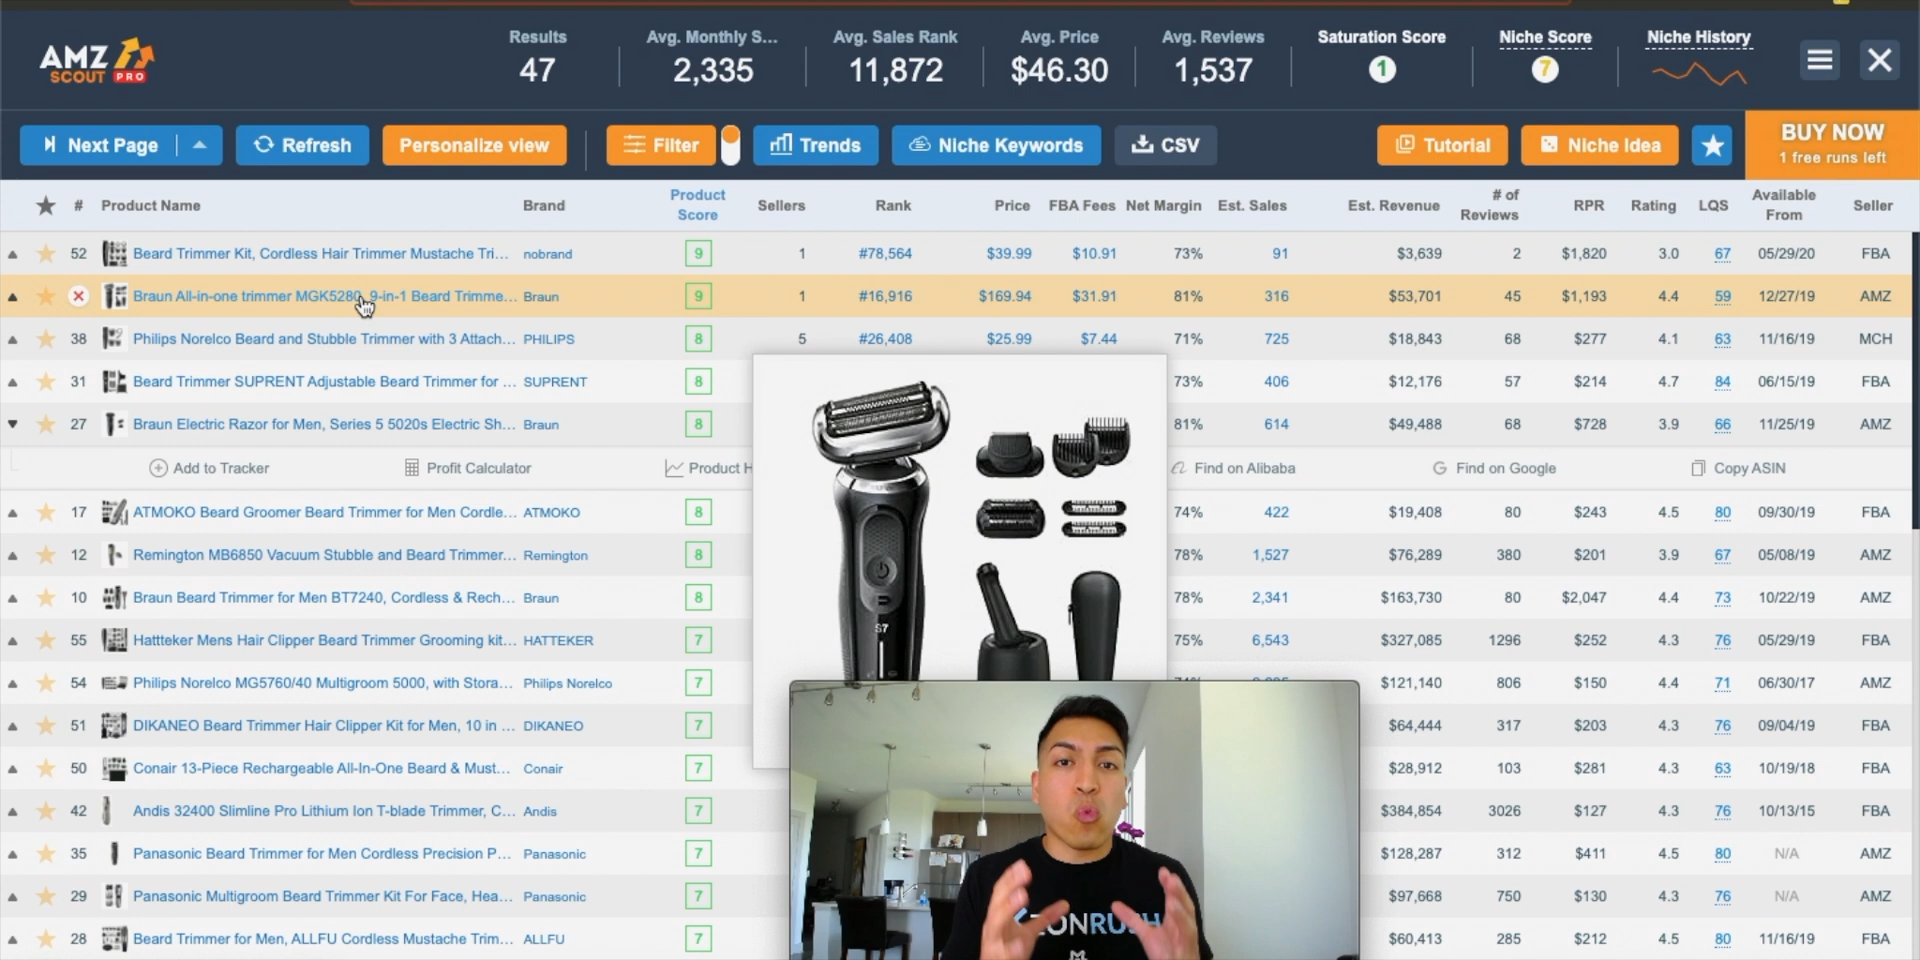 AMZ
SCOUT PRO
Results
47
Avg. Monthly S...
2,335
Avg. Sales Rank
11,872
Avg. Price
$46.30
Avg. Reviews
1,537
Saturation Score
1
Niche Score
7
Niche History
Next Page
Refresh
Personalize view
Filter
Trends
Niche Keywords
CSV
Tutorial
Niche Idea
BUY NOW
1 free runs left
# Product Name Brand Product Score Sellers Rank Price FBA Fees Net Margin Est. Sales Est. Revenue # of Reviews RPR Rating LQS Available From Seller
52 Beard Trimmer Kit, Cordless Hair Trimmer Mustache Tri... nobrand 9 1 #78,564 $39.99 $10.91 73% 91 $3,639 2 $1,820 3.0 67 05/29/20 FBA
Braun All-in-one trimmer MGK5280, 9-in-1 Beard Trimme... Braun 9 1 #16,916 $169.94 $31.91 81% 316 $53,701 45 $1,193 4.4 59 12/27/19 AMZ
38 Philips Norelco Beard and Stubble Trimmer with 3 Attach... PHILIPS 8 5 #26,408 $25.99 $7.44 71% 725 $18,843 68 $277 4.1 63 11/16/19 MCH
31 Beard Trimmer SUPRENT Adjustable Beard Trimmer for ... SUPRENT 8 73% 406 $12,176 57 $214 4.7 84 06/15/19 FBA
27 Braun Electric Razor for Men, Series 5 5020s Electric Sh... Braun 8 81% 614 $49,488 68 $728 3.9 66 11/25/19 AMZ
Add to Tracker Profit Calculator Product H Find on Alibaba Find on Google Copy ASIN
17 ATMOKO Beard Groomer Beard Trimmer for Men Cordle... ATMOKO 8 74% 422 $19,408 80 $243 4.5 80 09/30/19 FBA
12 Remington MB6850 Vacuum Stubble and Beard Trimmer... Remington 8 78% 1,527 $76,289 380 $201 3.9 67 05/08/19 AMZ
10 Braun Beard Trimmer for Men BT7240, Cordless & Rech... Braun 8 78% 2,341 $163,730 80 $2,047 4.4 73 10/22/19 AMZ
55 Hattteker Mens Hair Clipper Beard Trimmer Grooming kit... HATTEKER 7 75% 6,543 $327,085 1296 $252 4.3 76 05/29/19 FBA
54 Philips Norelco MG5760/40 Multigroom 5000, with Stora... Philips Norelco 7 $121,140 806 $150 4.4 71 06/30/17 AMZ
51 DIKANEO Beard Trimmer Hair Clipper Kit for Men, 10 in ... DIKANEO 7 $64,444 317 $203 4.3 76 09/04/19 FBA
50 Conair 13-Piece Rechargeable All-In-One Beard & Must... Conair 7 $28,912 103 $281 4.3 63 10/19/18 FBA
42 Andis 32400 Slimline Pro Lithium Ion T-blade Trimmer, C... Andis 7 $384,854 3026 $127 4.3 76 10/13/15 FBA
35 Panasonic Beard Trimmer for Men Cordless Precision P... Panasonic 7 $128,287 312 $411 4.5 80 N/A AMZ
29 Panasonic Multigroom Beard Trimmer Kit For Face, Hea... Panasonic 7 $97,668 750 $130 4.3 76 N/A AMZ
28 Beard Trimmer for Men, ALLFU Cordless Mustache Trim... ALLFU 7 $60,413 285 $212 4.5 80 11/16/19 FBA
S7
ZONRUSH